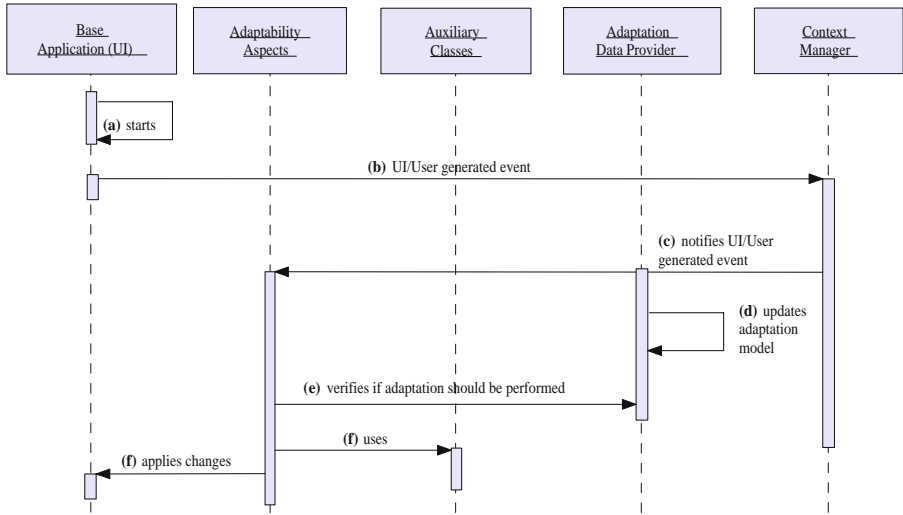 Base
Application (UI)
Adaptability
Aspects
Auxiliary
Classes
Adaptation
Data Provider
Context
Manager
(a) starts
(b) UI/User generated event
(c) notifies UI/User
generated event
(d) updates
adaptation
model
(e) verifies if adaptation should be performed
(f) uses
(f) applies changes